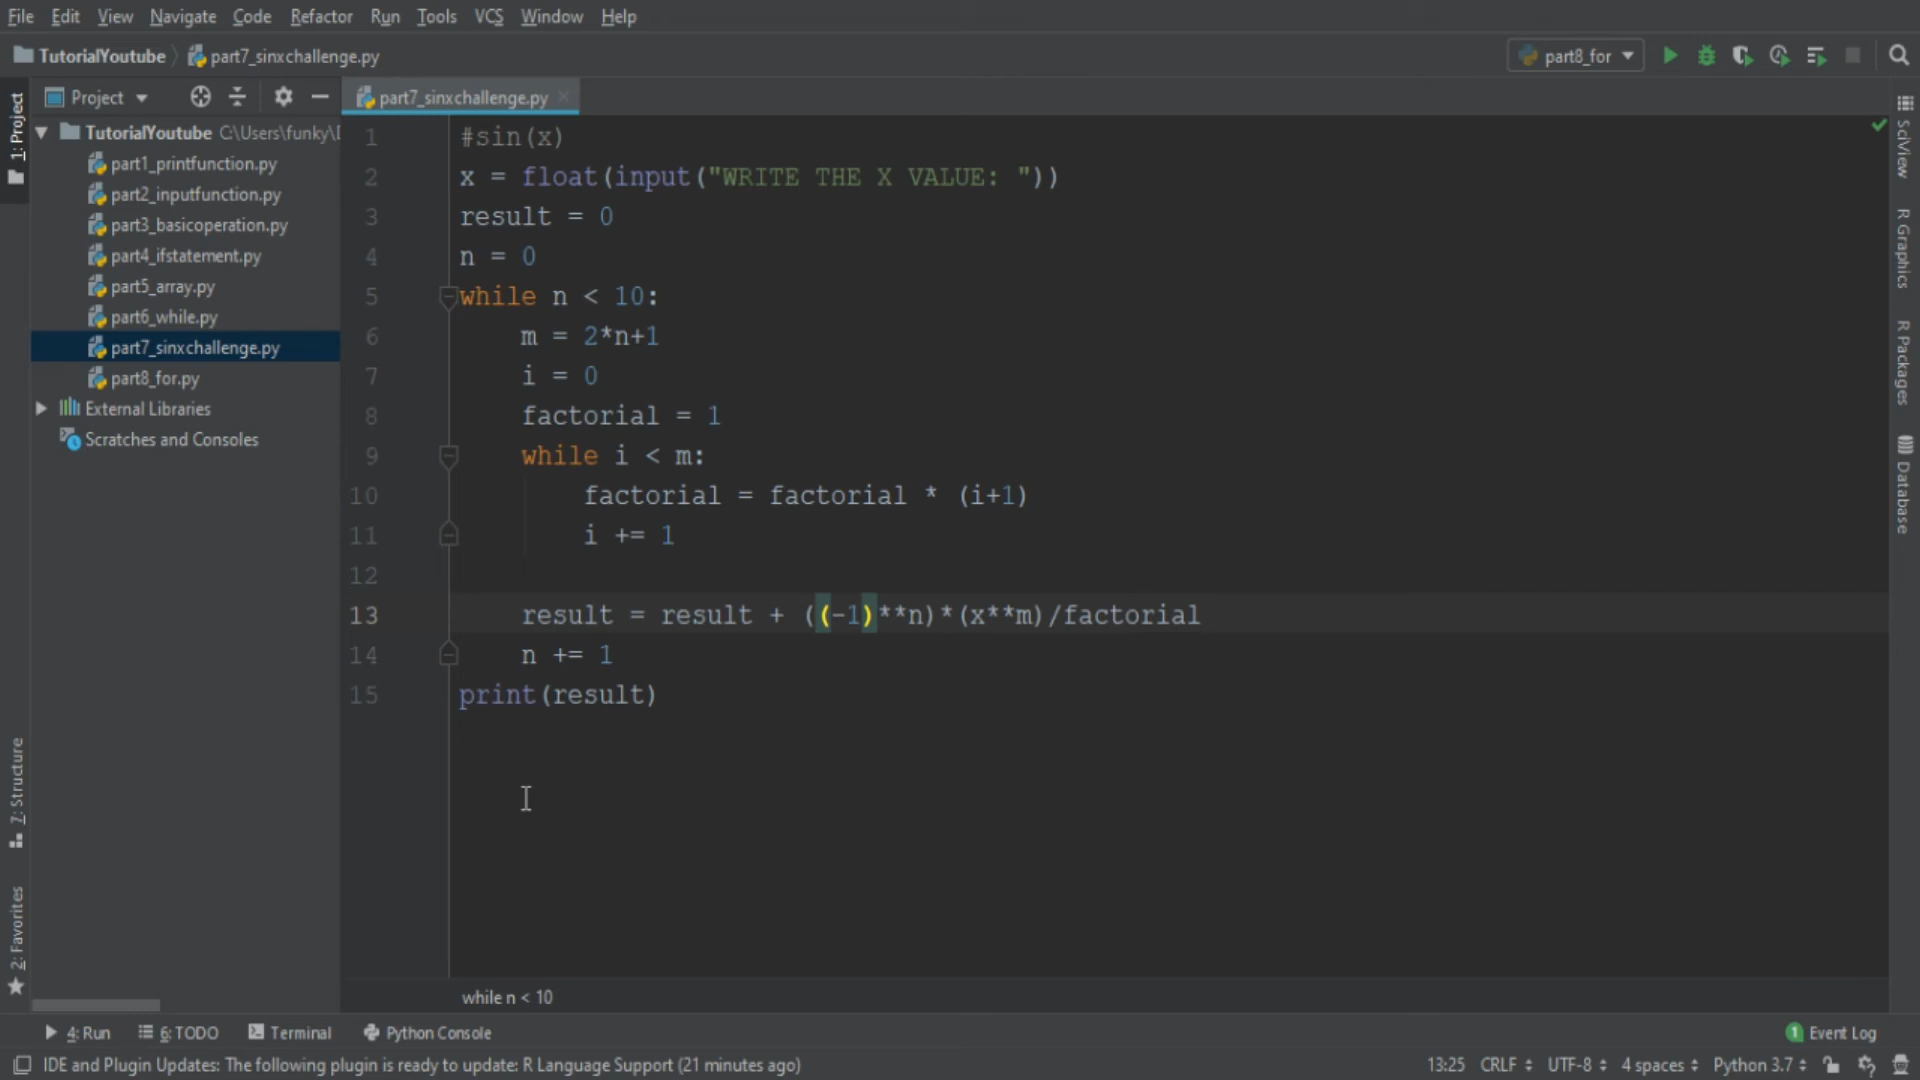 File Edit View Navigate Code Refactor Run Tools VCS Window Help
TutorialYoutube part7_sinxchallenge.py part8_for
1: Project
Project
part7_sinxchallenge.py
TutorialYoutube C:\Users\funky\
part1_printfunction.py
part2_inputfunction.py
part3_basicoperation.py
part4_ifstatement.py
part5_array.py
part6_while.py
part7_sinxchallenge.py
part8_for.py
External Libraries
Scratches and Consoles
7: Structure
2: Favorites
1 #sin(x)
2 x = float(input("WRITE THE X VALUE: "))
3 result = 0
4 n = 0
5 while n < 10:
6 m = 2*n+1
7 i = 0
8 factorial = 1
9 while i < m:
10 factorial = factorial * (i+1)
11 i += 1
12
13 result = result + ((-1)**n)*(x**m)/factorial
14 n += 1
15 print(result)
while n < 10
SciView
R Graphics
R Packages
Database
4: Run 6: TODO Terminal Python Console 1 Event Log
IDE and Plugin Updates: The following plugin is ready to update: R Language Support (21 minutes ago) 13:25 CRLF UTF-8 4 spaces Python 3.7